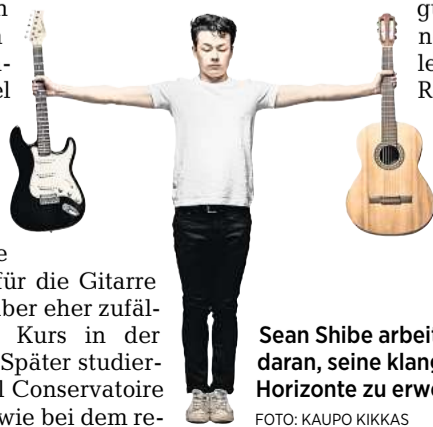 für die Gitarre
ber eher zufäl-
Kurs in der
Später studier-
l Conservatoire
wie bei dem re-
Sean Shibe arbeit
daran, seine klang
Horizonte zu erwe
FOTO: KAUPO KIKKAS